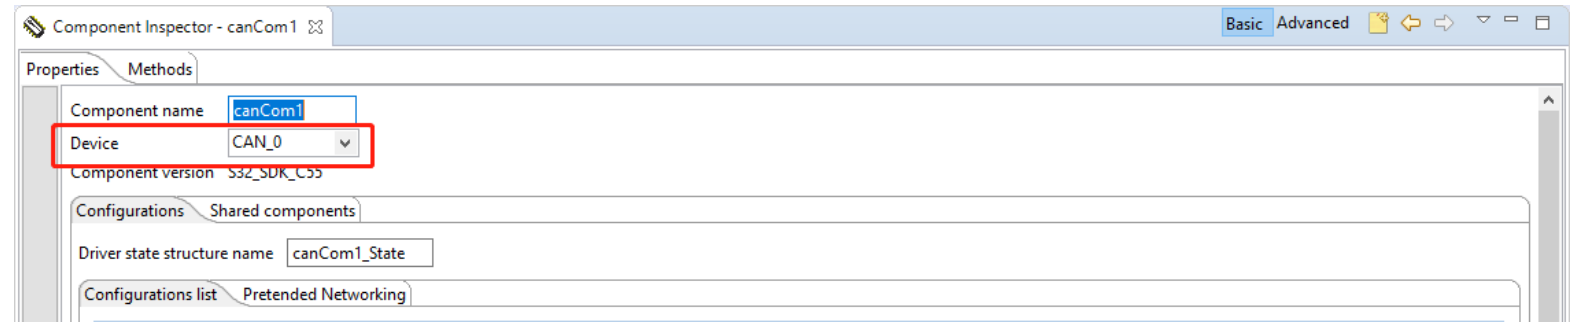 Component Inspector - canCom1 Basic Advanced
Properties Methods
Component name canCom1
Device CAN_0
Component version S32_SDK_C55
Configurations Shared components
Driver state structure name canCom1_State
Configurations list Pretended Networking